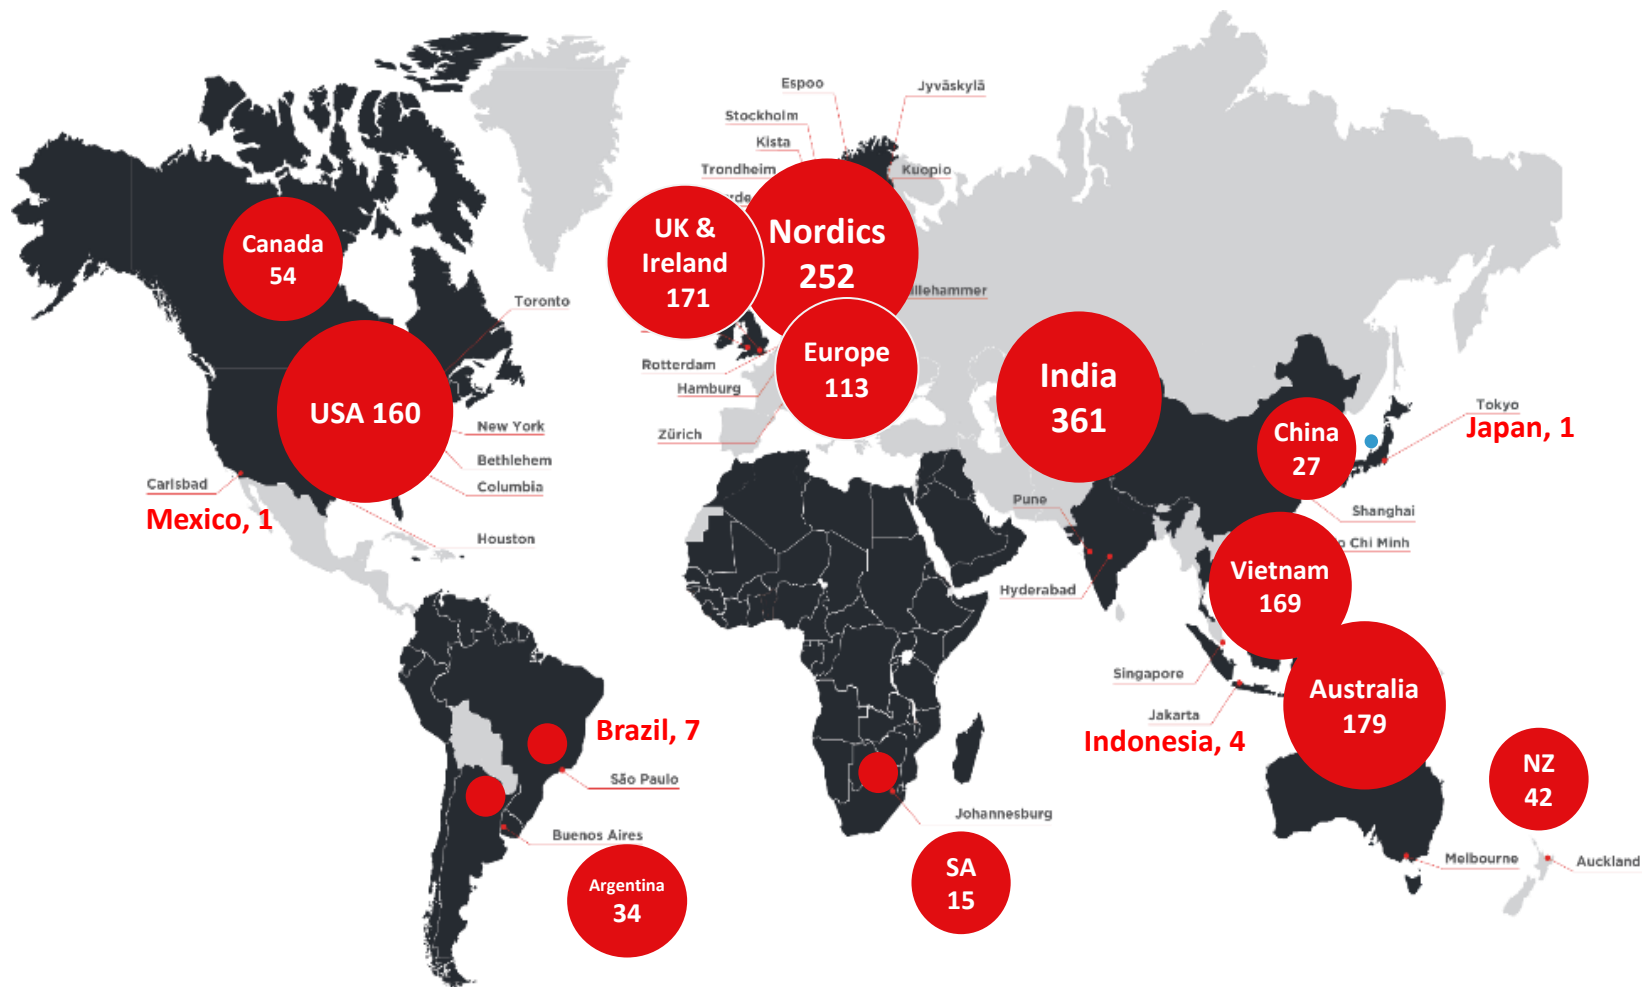 Espoo
Jyväskylä
Stockholm
Kista
Trondheim
Kuopio
Canada
54
UK &
Ireland
171
Nordics
252
Toronto
Rotterdam
Hamburg
Zürich
Europe
113
India
361
USA 160
New York
Bethlehem
Columbia
Carlsbad
Mexico, 1
Houston
China
27
Tokyo
Japan, 1
Shanghai
Chi Minh
Pune
Hyderabad
Vietnam
169
Singapore
Jakarta
Indonesia, 4
Australia
179
Brazil, 7
São Paulo
Buenos Aires
Argentina
34
Johannesburg
SA
15
NZ
42
Melbourne
Auckland